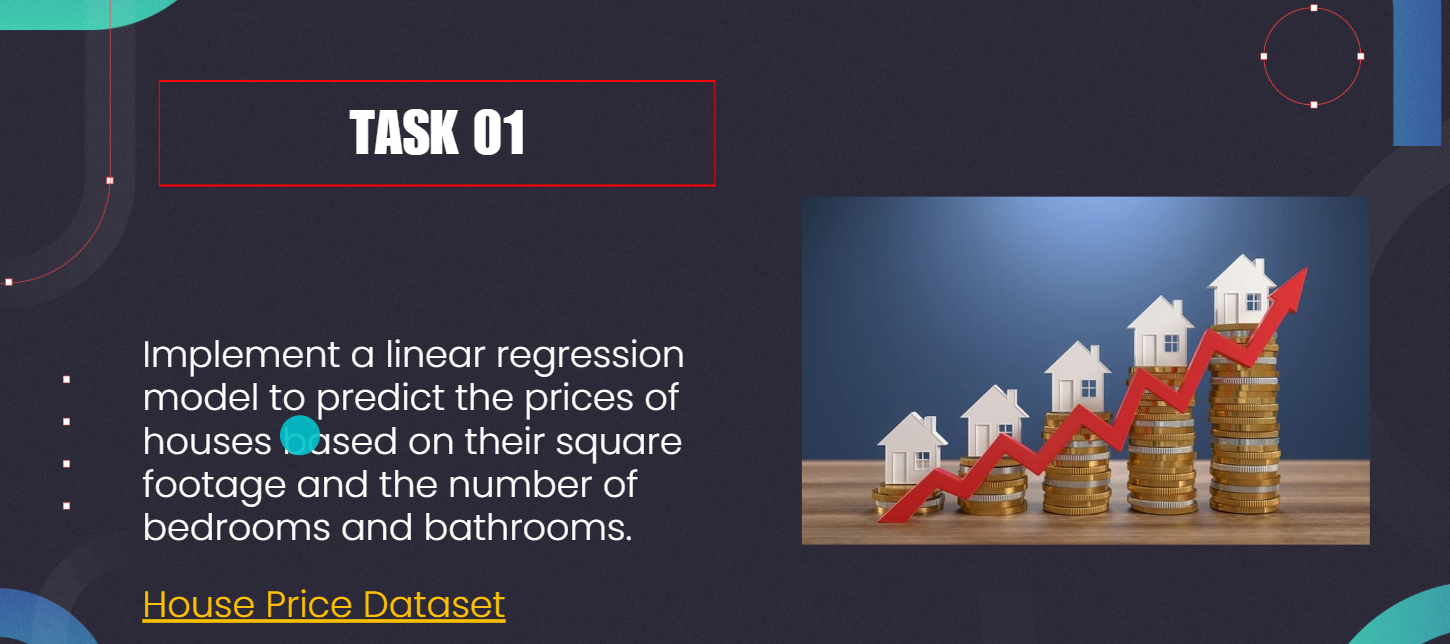 TASK 01
Implement a linear regression
model to predict the prices of
houses based on their square
footage and the number of
bedrooms and bathrooms.
House Price Dataset